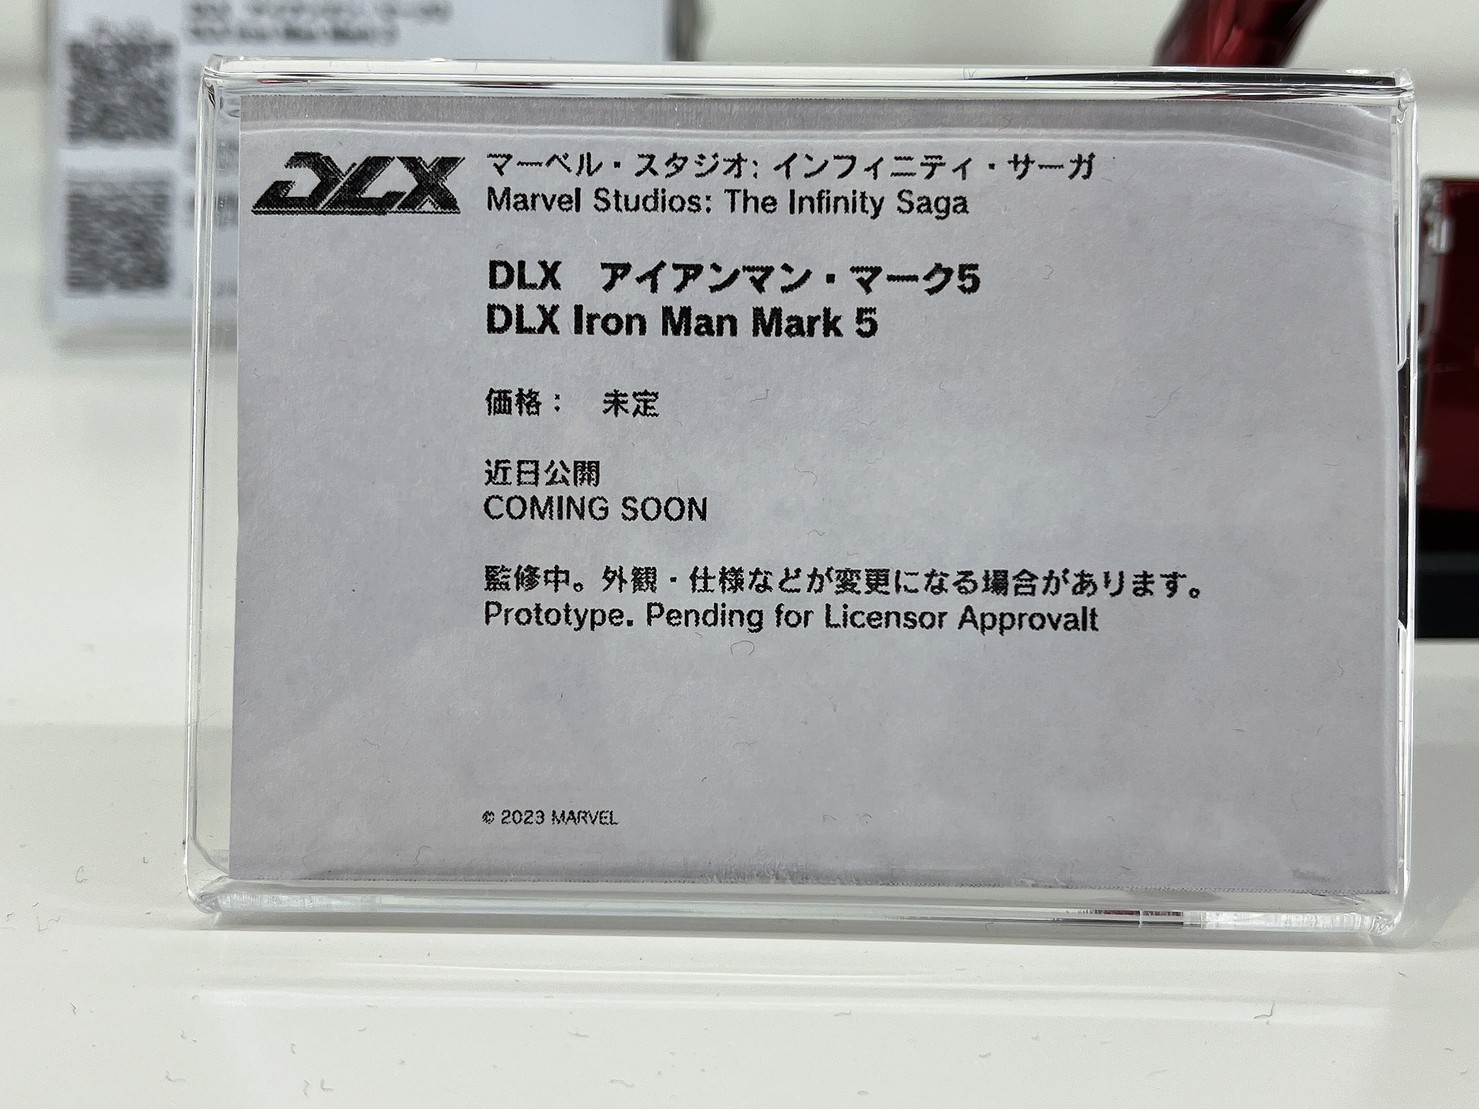 DLX
マーベル・スタジオ: インフィニティ・サーガ
Marvel Studios: The Infinity Saga
DLX　アイアンマン・マーク5
DLX Iron Man Mark 5
価格：　未定
近日公開
COMING SOON
監修中。外観・仕様などが変更になる場合があります。
Prototype. Pending for Licensor Approvalt
© 2023 MARVEL